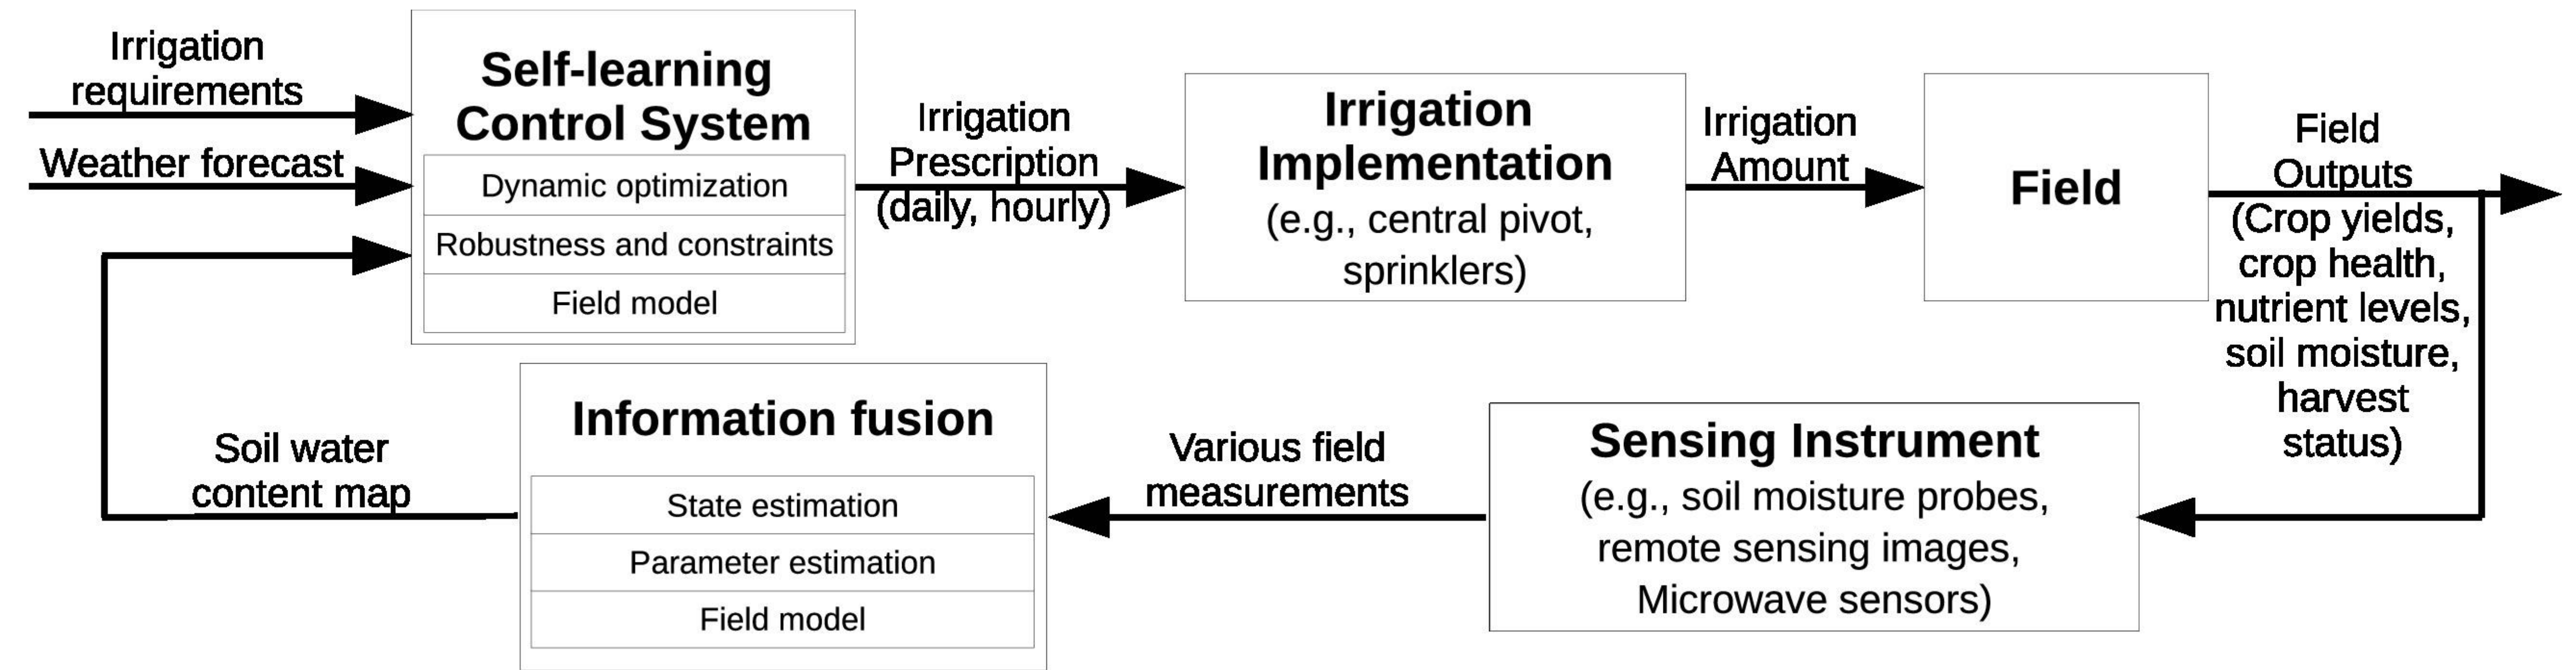 Irrigation
requirements
Weather forecast
Self-learning
Control System
Dynamic optimization
Robustness and constraints
Field model
Irrigation
Prescription
(daily, hourly)
Irrigation
Implementation
(e.g., central pivot,
sprinklers)
Irrigation
Amount
Field
Field
Outputs
(Crop yields,
crop health,
nutrient levels,
soil moisture,
harvest
status)
Soil water
content map
Information fusion
State estimation
Parameter estimation
Field model
Various field
measurements
Sensing Instrument
(e.g., soil moisture probes,
remote sensing images,
Microwave sensors)